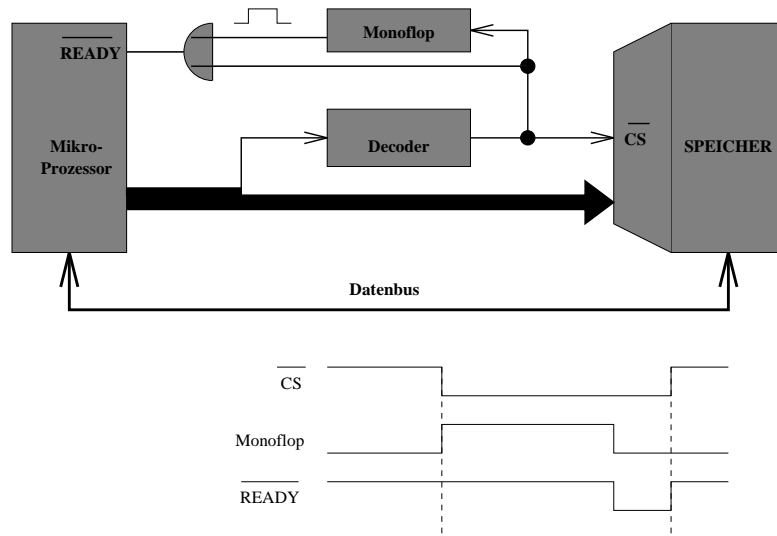 Monoflop
READY
Mikro-
Prozessor
Decoder
CS
SPEICHER
Datenbus
CS
Monoflop
READY